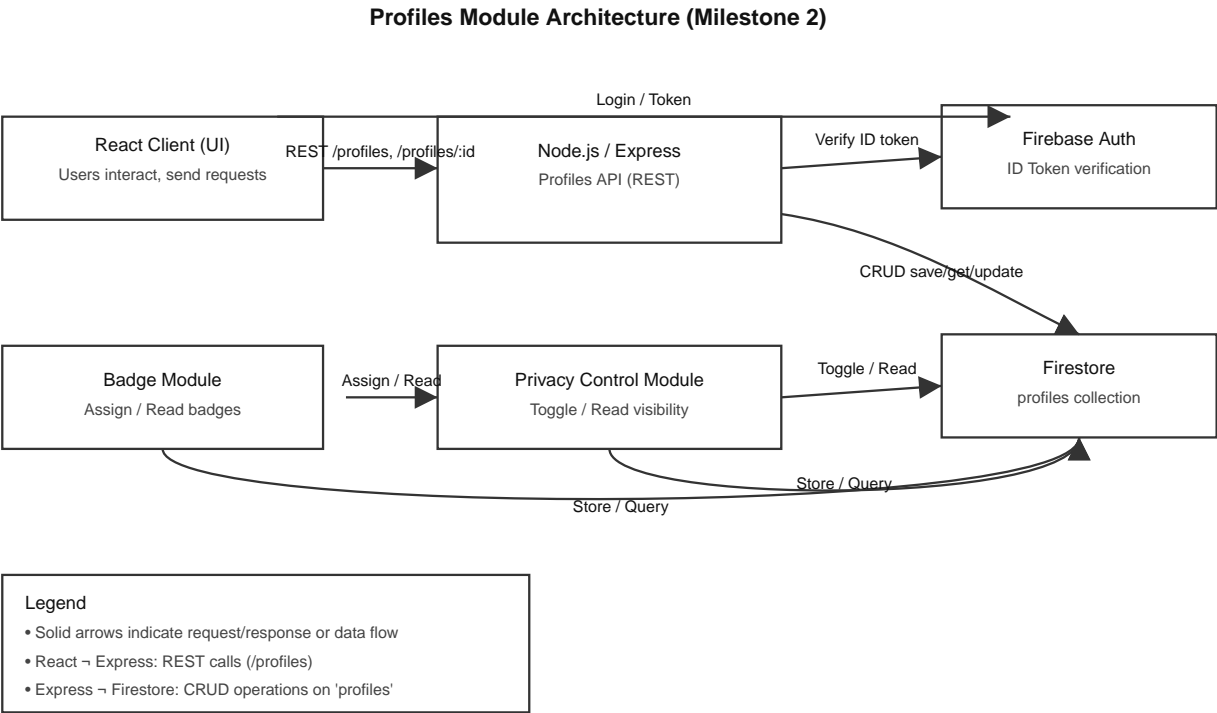 Profiles Module Architecture (Milestone 2)
Login / Token
React Client (UI)
Users interact, send requests
REST /profiles, /profiles/:id
Node.js / Express
Profiles API (REST)
Verify ID token
Firebase Auth
ID Token verification
CRUD save/get/update
Badge Module
Assign / Read badges
Assign / Read
Privacy Control Module
Toggle / Read visibility
Toggle / Read
Firestore
profiles collection
Store / Query
Store / Query
Legend
• Solid arrows indicate request/response or data flow
• React ¬ Express: REST calls (/profiles)
• Express ¬ Firestore: CRUD operations on 'profiles'